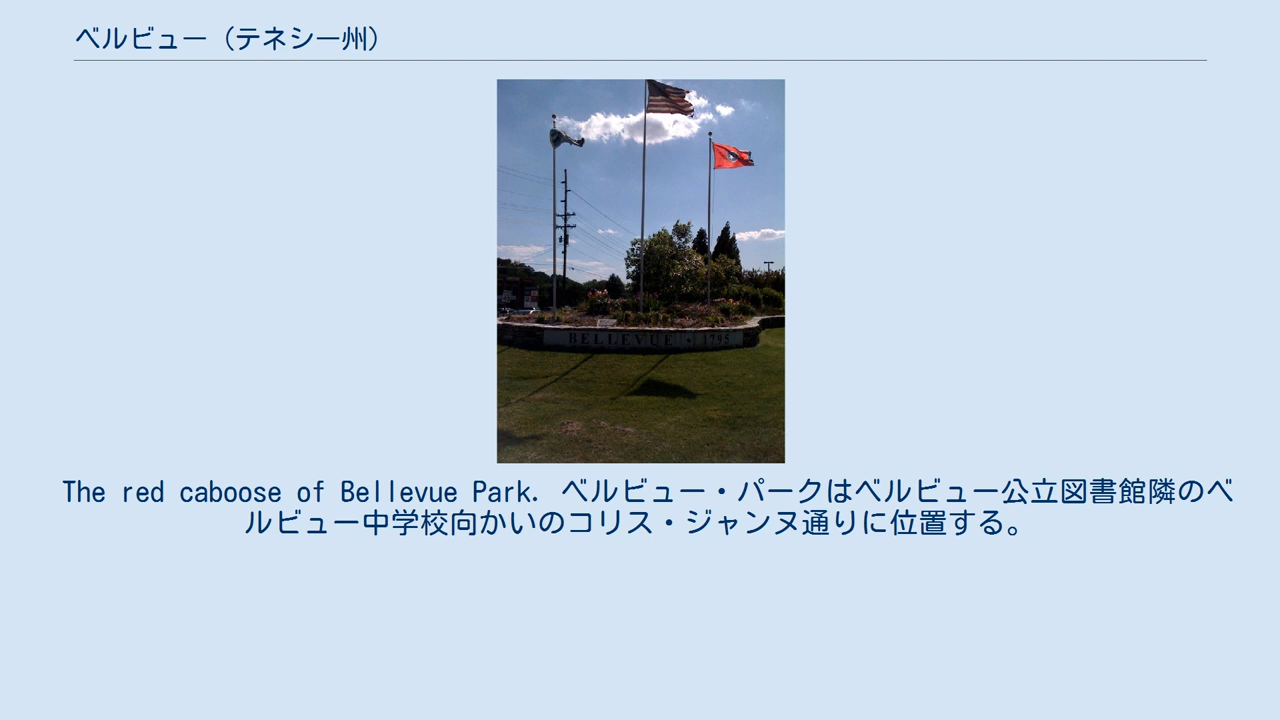 ベルビュー（テネシー州）
BELLEVUE • 1795
The red caboose of Bellevue Park. ベルビュー・パークはベルビュー公立図書館隣のベ
ルビュー中学校向かいのコリス・ジャンヌ通りに位置する。